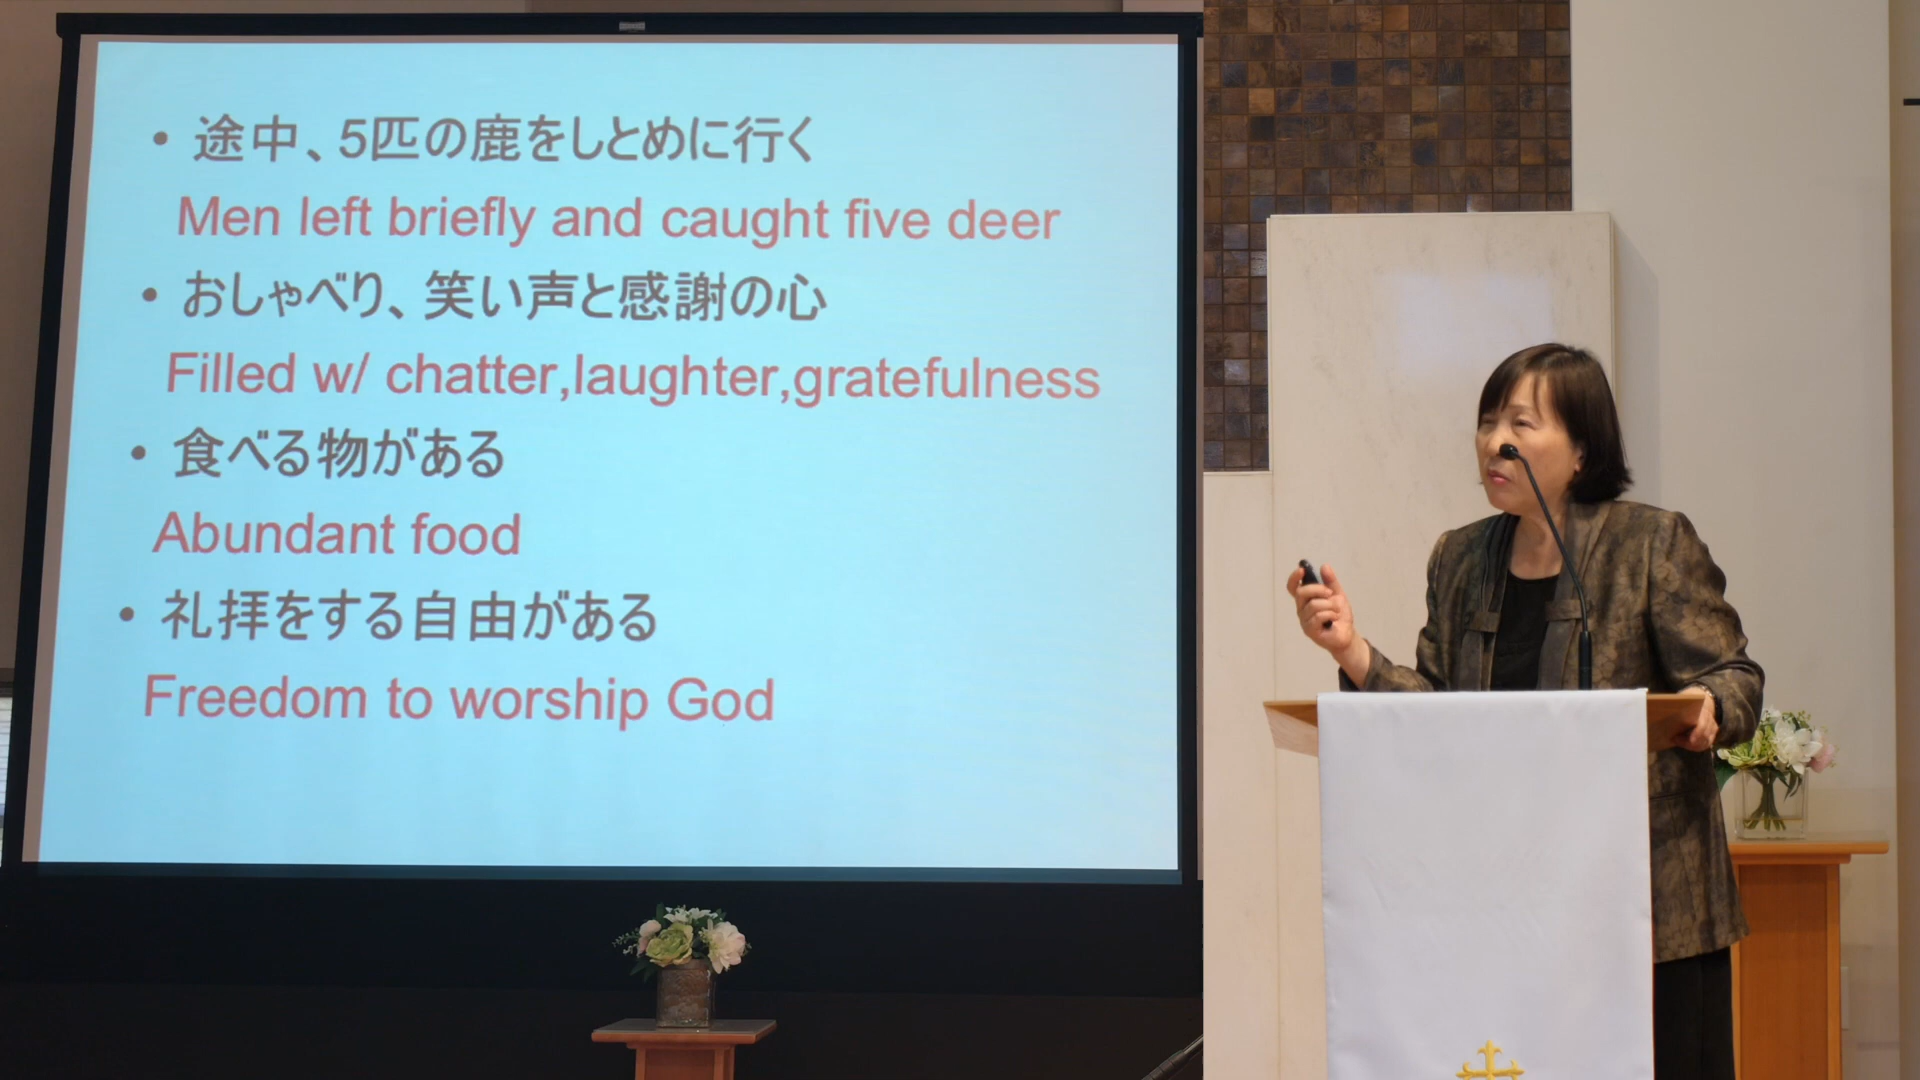 • 途中、5匹の鹿をしとめに行く
Men left briefly and caught five deer
• おしゃべり、笑い声と感謝の心
Filled w/ chatter,laughter,gratefulness
• 食べる物がある
Abundant food
• 礼拝をする自由がある
Freedom to worship God